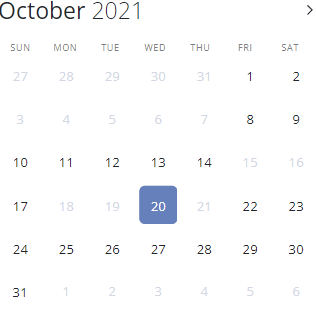 October 2021
SUN MON TUE WED THU FRI SAT
27 28 29 30 31 1 2
3 4 5 6 7 8 9
10 11 12 13 14 15 16
17 18 19 20 21 22 23
24 25 26 27 28 29 30
31 1 2 3 4 5 6